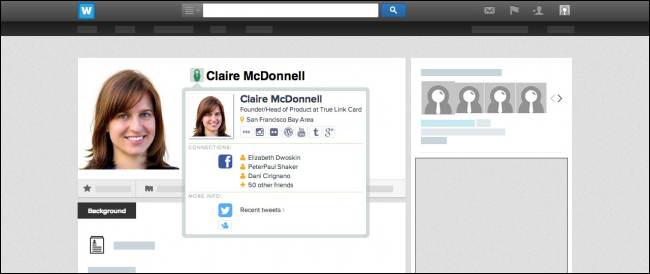 W
Claire McDonnell
Claire McDonnell
Founder/Head of Product at True Link Card
San Francisco Bay Area
CONNECTIONS:
Elizabeth Dwoskin
PeterPaul Shaker
Dani Cirignano
50 other friends
Background
MORE INFO:
Recent tweets ›